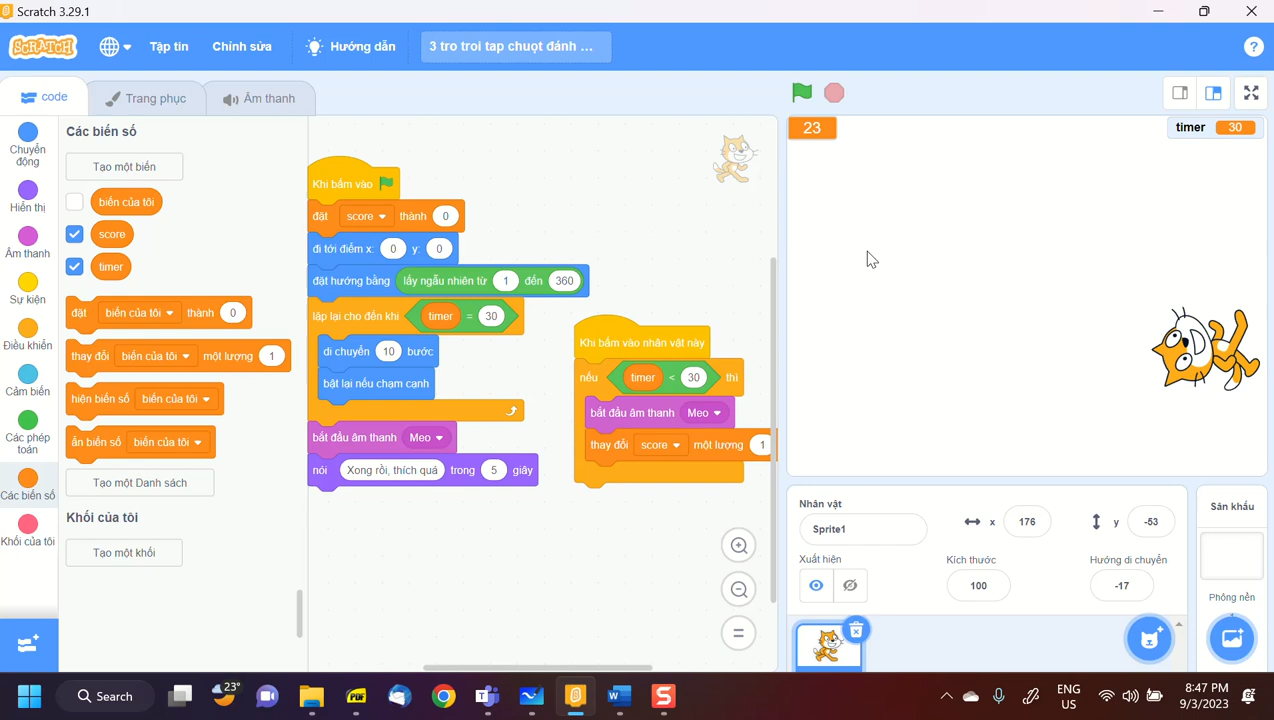 Scratch 3.29.1
SCRATCH Tập tin Chỉnh sửa Hướng dẫn 3 tro troi tap chuọt đánh ...
?
code Trang phục Âm thanh
Chuyển động
Hiển thị
Âm thanh
Sự kiện
Điều khiển
Cảm biến
Các phép toán
Các biến số
Khối của tôi
Các biến số
Tạo một biến
biến của tôi
score
timer
đặt biến của tôi thành 0
thay đổi biến của tôi một lượng 1
hiện biến số biến của tôi
ẩn biến số biến của tôi
Tạo một Danh sách
Khối của tôi
Tạo một khối
Khi bấm vào
đặt score thành 0
đi tới điểm x: 0 y: 0
đặt hướng bằng lấy ngẫu nhiên từ 1 đến 360
lặp lại cho đến khi timer = 30
di chuyển 10 bước
bật lại nếu chạm cạnh
bắt đầu âm thanh Meo
nói Xong rồi, thích quá trong 5 giây
Khi bấm vào nhân vật này
nếu timer < 30 thì
bắt đầu âm thanh Meo
thay đổi score một lượng 1
23
timer 30
Nhân vật
Sprite1
x 176 y -53
Xuất hiện Kích thước Hướng di chuyển
100 -17
Sân khấu
Phông nền
Search
23°
PDF
W
S
ENG
US
8:47 PM
9/3/2023